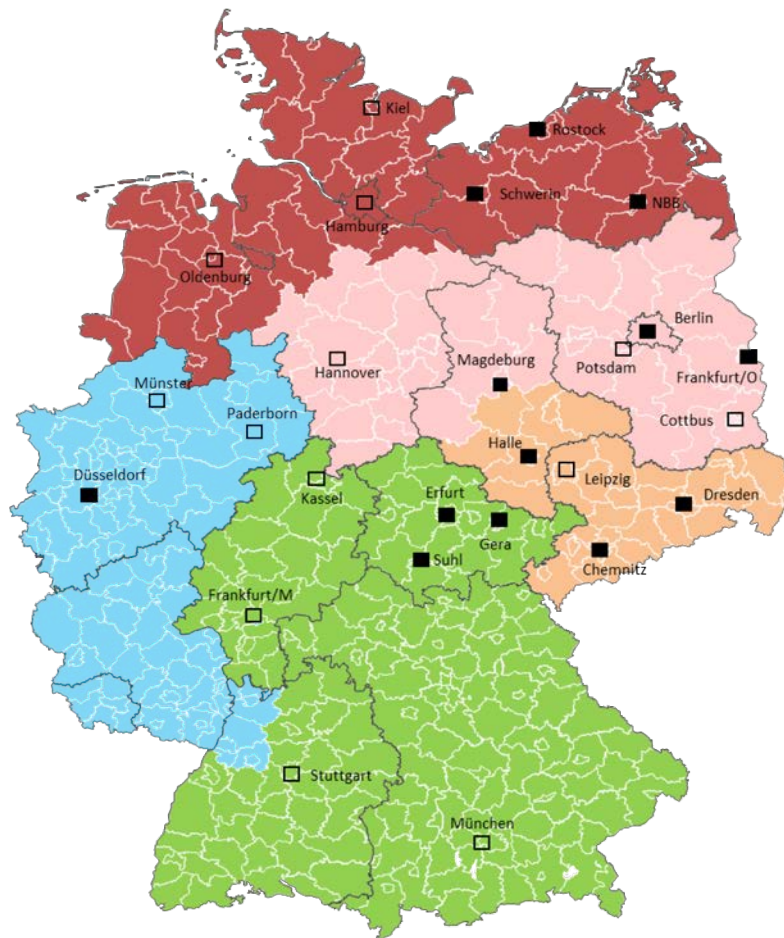 Kiel
Rostock
Schwerin
NBB
Hamburg
Oldenburg
Berlin
Hannover
Magdeburg
Potsdam
Frankfurt/O
Münster
Paderborn
Cottbus
Halle
Düsseldorf
Leipzig
Kassel
Erfurt
Dresden
Gera
Suhl
Chemnitz
Frankfurt/M
Stuttgart
München